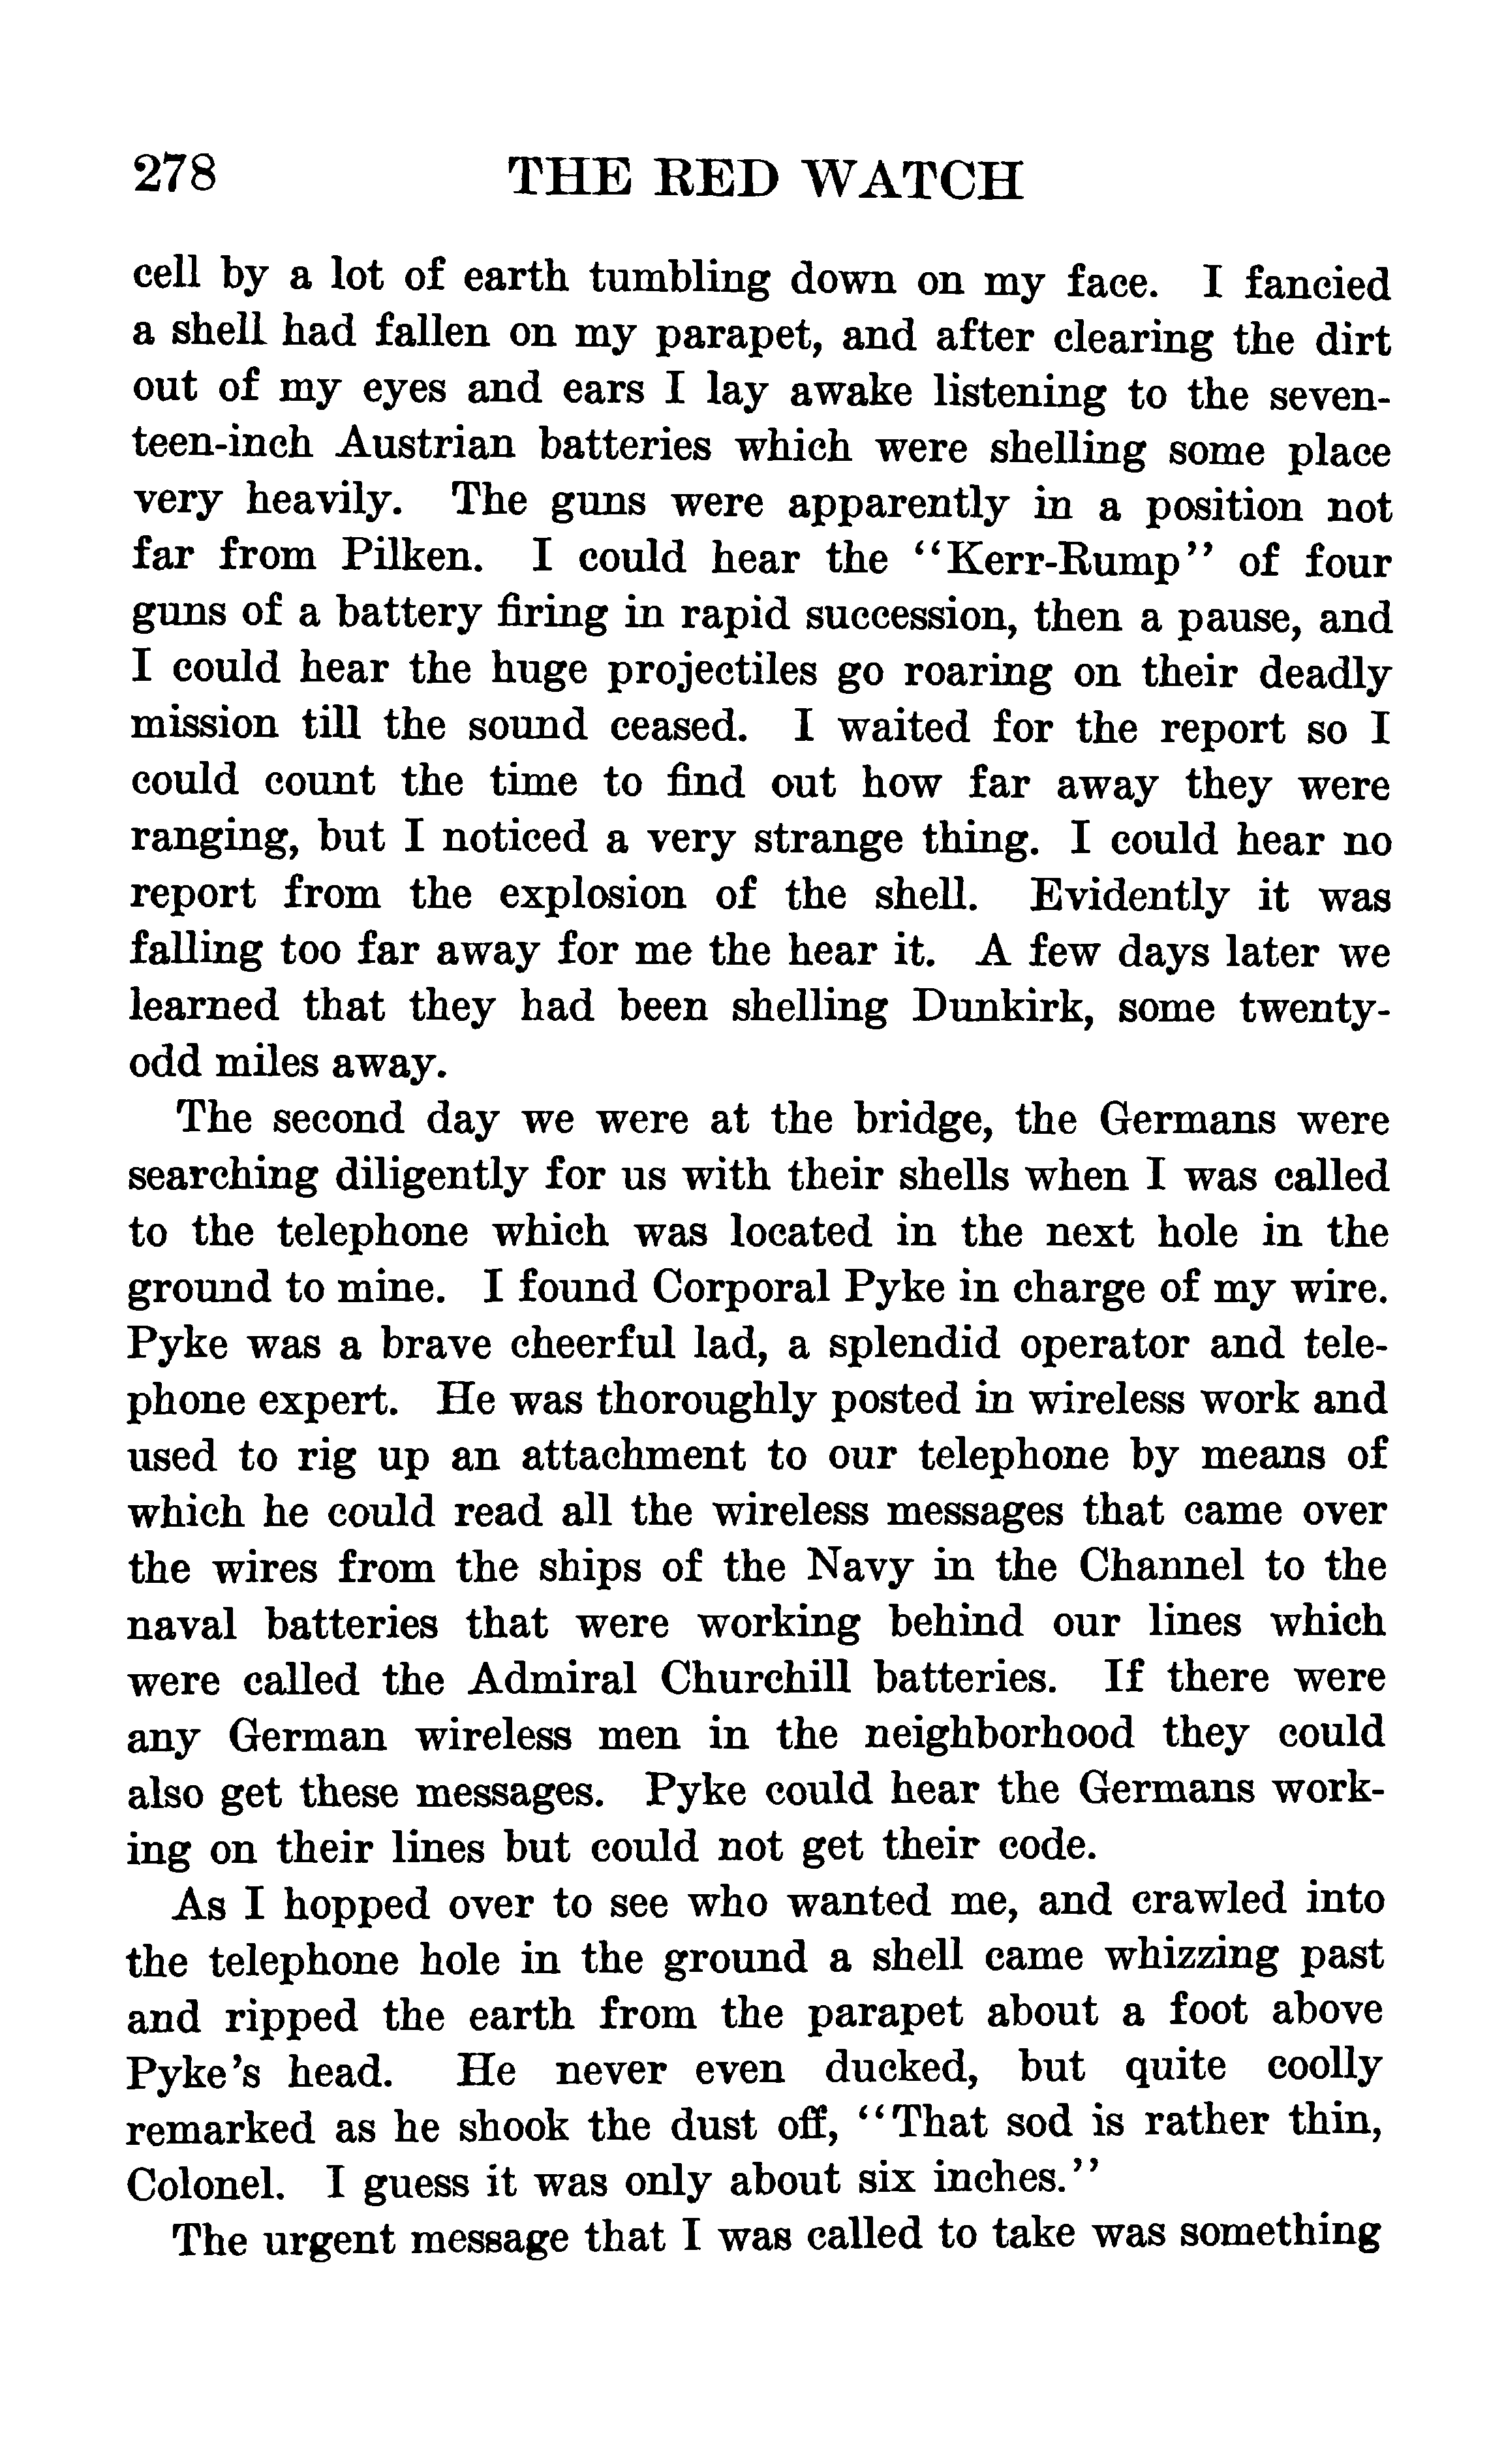 278 THE RED WATCH
cell by a lot of earth tumbling down on my face. I fancied
a shell had fallen on my parapet, and after clearing the dirt
out of my eyes and ears I lay awake listening to the seven-
teen-inch Austrian batteries which were shelling some place
very heavily. The guns were apparently in a position not
far from Pilken. I could hear the “Kerr-Rump” of four
guns of a battery firing in rapid succession, then a pause, and
I could hear the huge projectiles go roaring on their deadly
mission till the sound ceased. I waited for the report so I
could count the time to find out how far away they were
ranging, but I noticed a very strange thing. I could hear no
report from the explosion of the shell. Evidently it was
falling too far away for me the hear it. A few days later we
learned that they had been shelling Dunkirk, some twenty-
odd miles away.
The second day we were at the bridge, the Germans were
searching diligently for us with their shells when I was called
to the telephone which was located in the next hole in the
ground to mine. I found Corporal Pyke in charge of my wire.
Pyke was a brave cheerful lad, a splendid operator and tele-
phone expert. He was thoroughly posted in wireless work and
used to rig up an attachment to our telephone by means of
which he could read all the wireless messages that came over
the wires from the ships of the Navy in the Channel to the
naval batteries that were working behind our lines which
were called the Admiral Churchill batteries. If there were
any German wireless men in the neighborhood they could
also get these messages. Pyke could hear the Germans work-
ing on their lines but could not get their code.
As I hopped over to see who wanted me, and crawled into
the telephone hole in the ground a shell came whizzing past
and ripped the earth from the parapet about a foot above
Pyke's head. He never even ducked, but quite coolly
remarked as he shook the dust off, “That sod is rather thin,
Colonel. I guess it was only about six inches.”
The urgent message that I was called to take was something